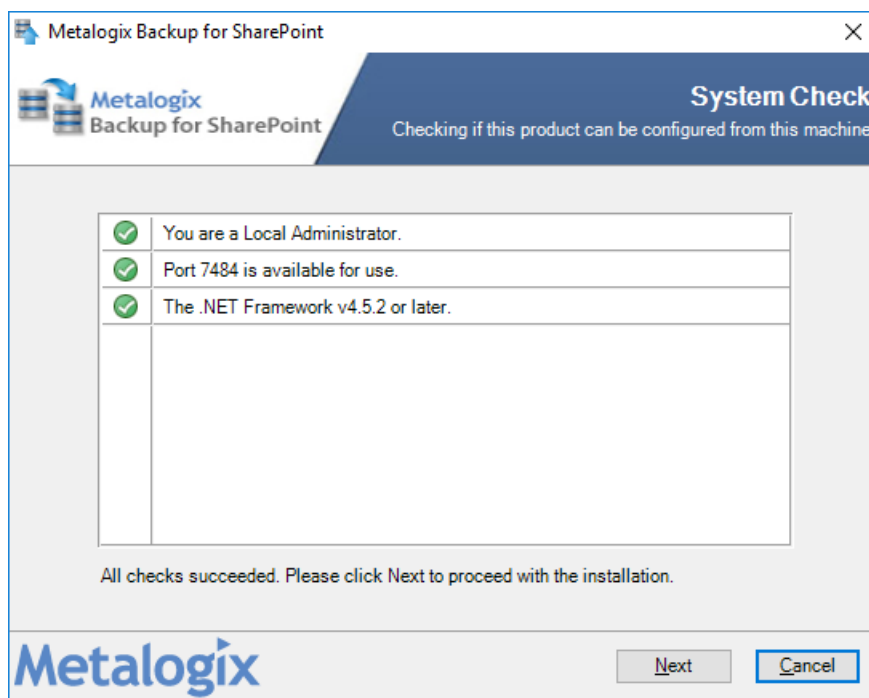 Metalogix Backup for SharePoint
Metalogix
Backup for SharePoint
System Check
Checking if this product can be configured from this machine
You are a Local Administrator.
Port 7484 is available for use.
The .NET Framework v4.5.2 or later.
All checks succeeded. Please click Next to proceed with the installation.
Metalogix
Next
Cancel